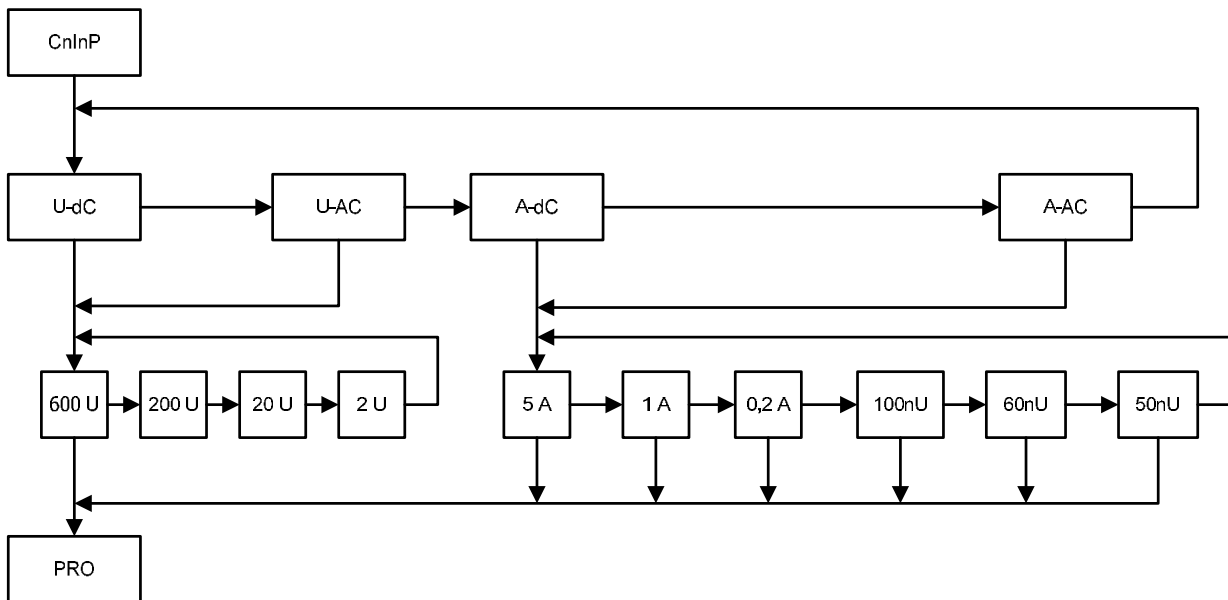 CnInP
U-dC
U-AC
A-dC
A-AC
600 U
200 U
20 U
2 U
5 A
1 A
0,2 A
100nU
60nU
50nU
PRO